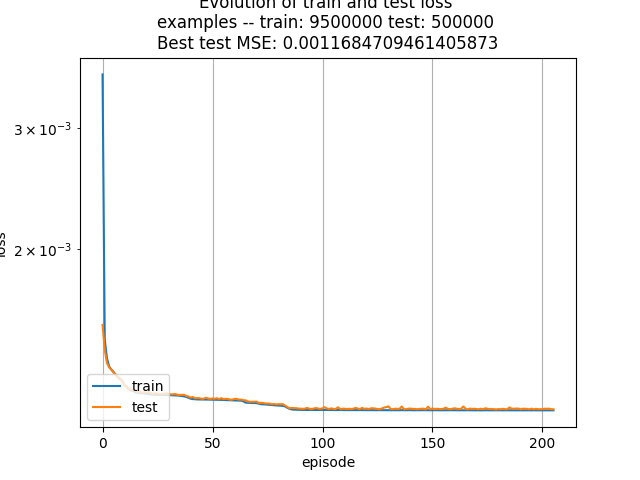 Evolution of train and test loss
examples -- train: 9500000 test: 500000
Best test MSE: 0.0011684709461405873
3 × 10⁻³
2 × 10⁻³
loss
train
test
0 50 100 150 200
episode